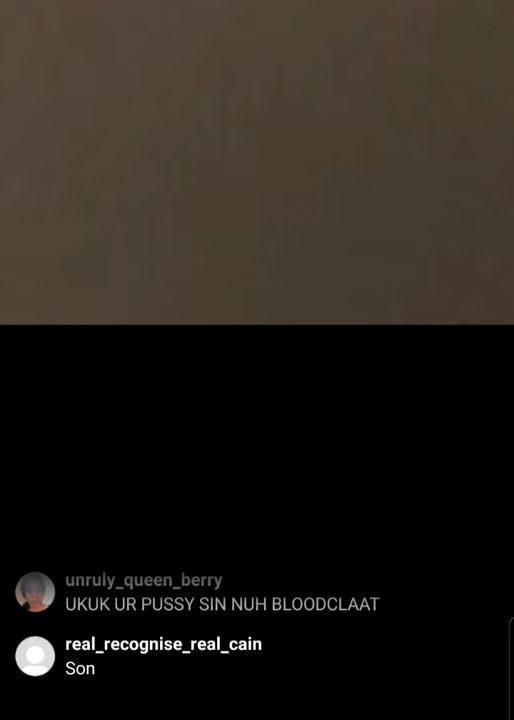 unruly_queen_berry
UKUK UR PUSSY SIN NUH BLOODCLAAT
real_recognise_real_cain
Son